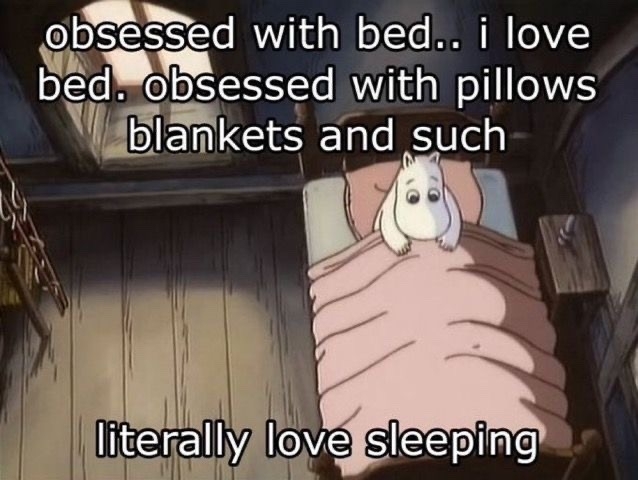 obsessed with bed.. i love
bed. obsessed with pillows
blankets and such
literally love sleeping